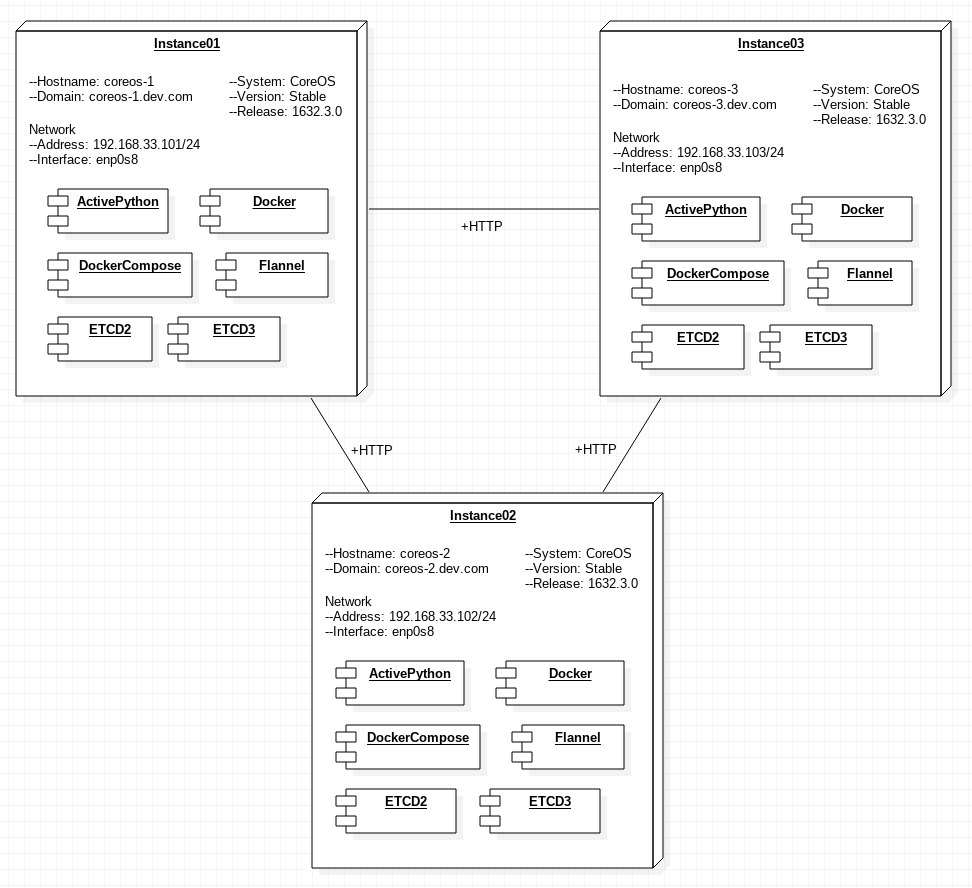 Instance01
--Hostname: coreos-1
--Domain: coreos-1.dev.com
--System: CoreOS
--Version: Stable
--Release: 1632.3.0
Network
--Address: 192.168.33.101/24
--Interface: enp0s8
ActivePython
Docker
DockerCompose
Flannel
ETCD2
ETCD3
+HTTP
Instance03
--Hostname: coreos-3
--Domain: coreos-3.dev.com
--System: CoreOS
--Version: Stable
--Release: 1632.3.0
Network
--Address: 192.168.33.103/24
--Interface: enp0s8
ActivePython
Docker
DockerCompose
Flannel
ETCD2
ETCD3
+HTTP
+HTTP
Instance02
--Hostname: coreos-2
--Domain: coreos-2.dev.com
--System: CoreOS
--Version: Stable
--Release: 1632.3.0
Network
--Address: 192.168.33.102/24
--Interface: enp0s8
ActivePython
Docker
DockerCompose
Flannel
ETCD2
ETCD3